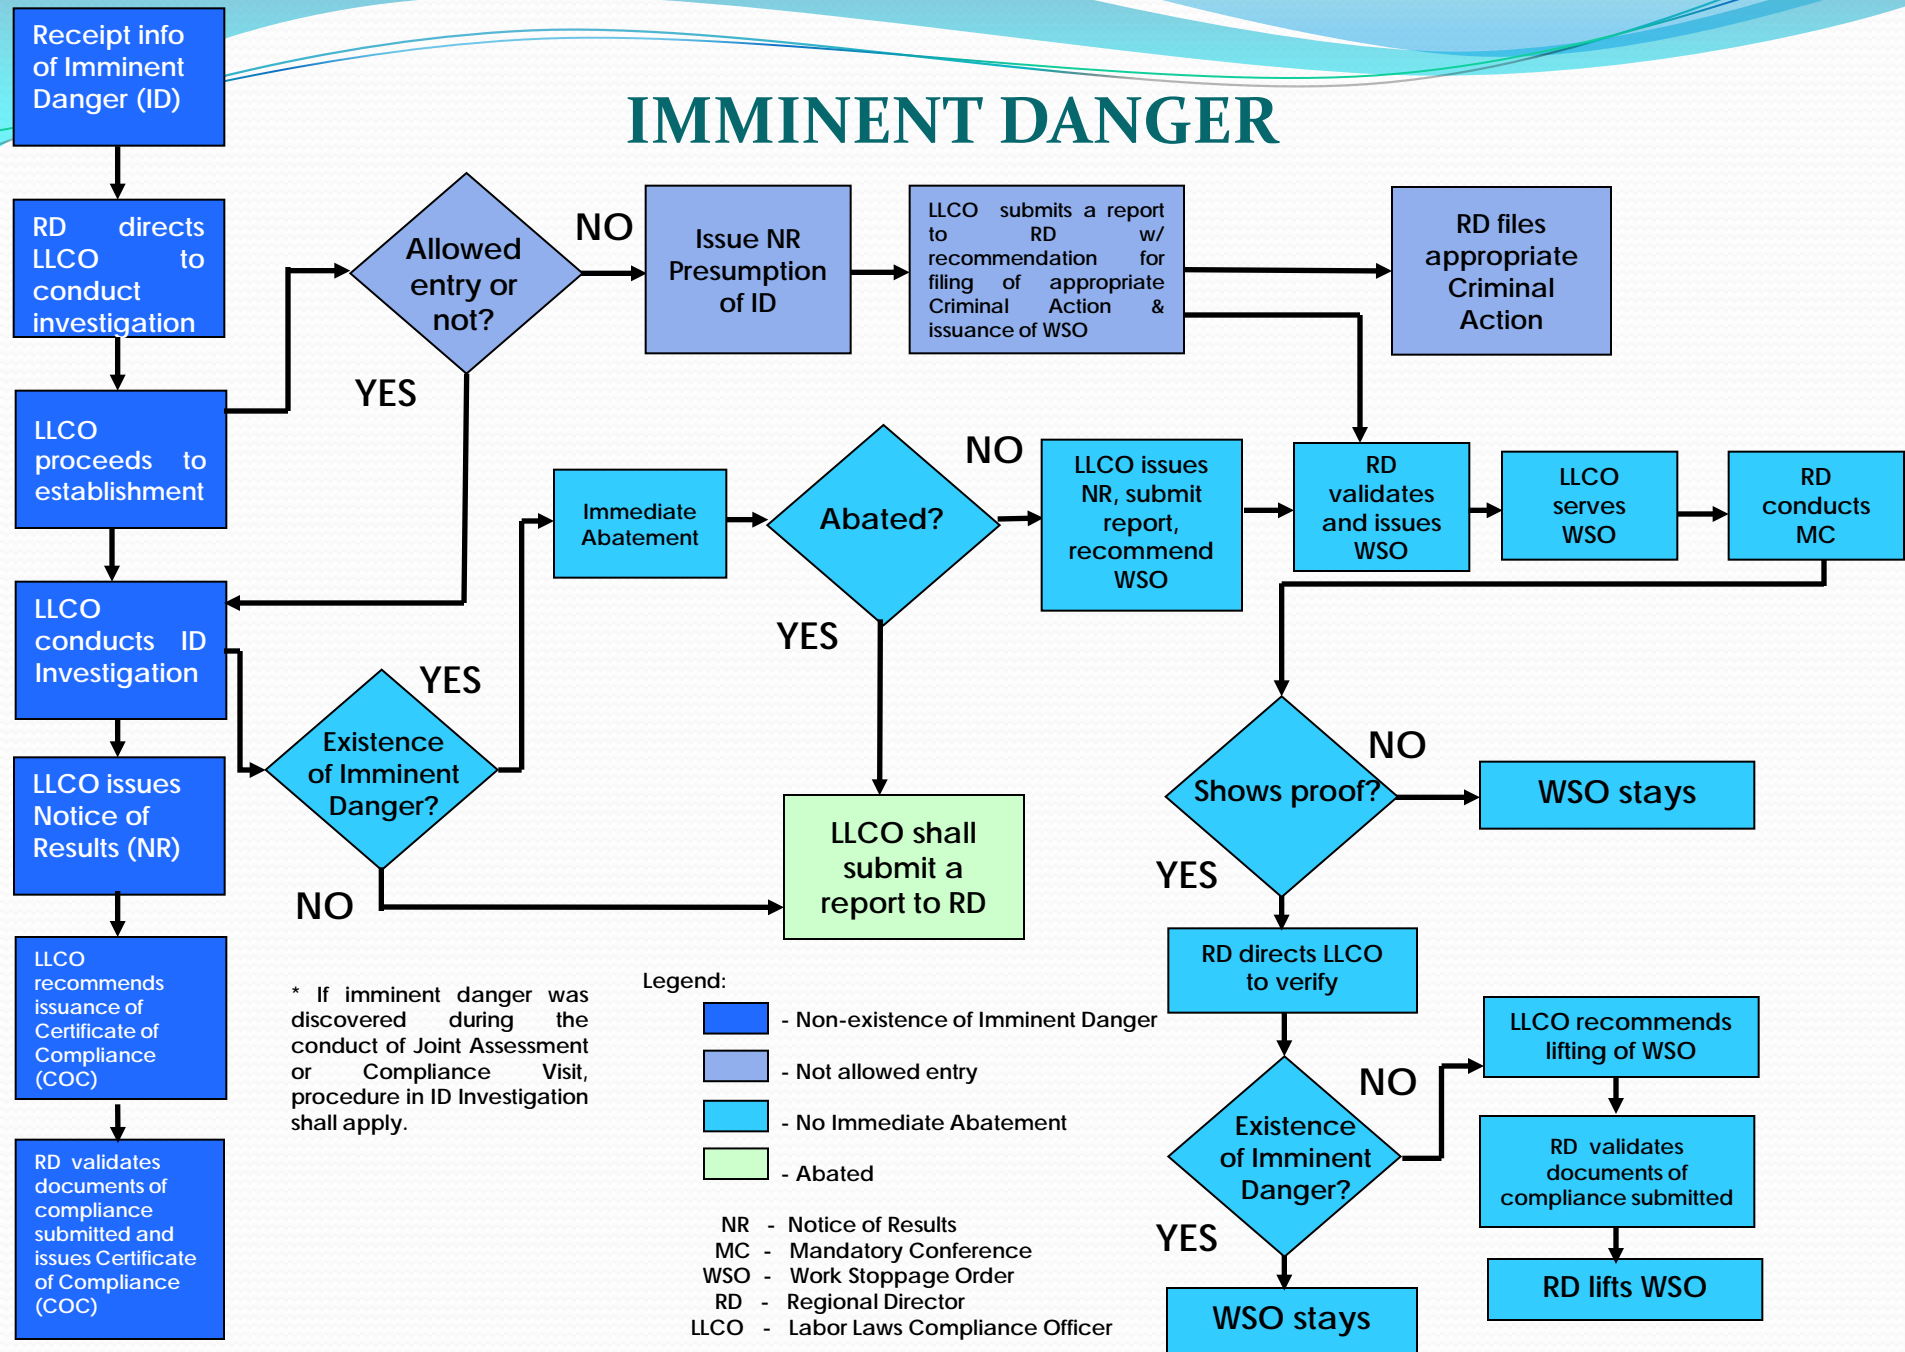 IMMINENT DANGER
Receipt info
of Imminent
Danger (ID)
RD directs
LLCO to
conduct
investigation
LLCO
proceeds to
establishment
LLCO
conducts ID
Investigation
LLCO issues
Notice of
Results (NR)
LLCO
recommends
issuance of
Certificate of
Compliance
(COC)
RD validates
documents of
compliance
submitted and
issues Certificate
of Compliance
(COC)
Allowed
entry or
not?
NO
YES
Issue NR
Presumption
of ID
LLCO submits a report
to RD w/
recommendation for
filing of appropriate
Criminal Action &
issuance of WSO
RD files
appropriate
Criminal
Action
Existence
of Imminent
Danger?
YES
NO
Immediate
Abatement
Abated?
NO
YES
LLCO issues
NR, submit
report,
recommend
WSO
RD
validates
and issues
WSO
LLCO
serves
WSO
RD
conducts
MC
LLCO shall
submit a
report to RD
Shows proof?
NO
WSO stays
YES
RD directs LLCO
to verify
Existence
of Imminent
Danger?
NO
YES
LLCO recommends
lifting of WSO
RD validates
documents of
compliance submitted
RD lifts WSO
WSO stays
* If imminent danger was
discovered during the
conduct of Joint Assessment
or Compliance Visit,
procedure in ID Investigation
shall apply.
Legend:
- Non-existence of Imminent Danger
- Not allowed entry
- No Immediate Abatement
- Abated
NR - Notice of Results
MC - Mandatory Conference
WSO - Work Stoppage Order
RD - Regional Director
LLCO - Labor Laws Compliance Officer